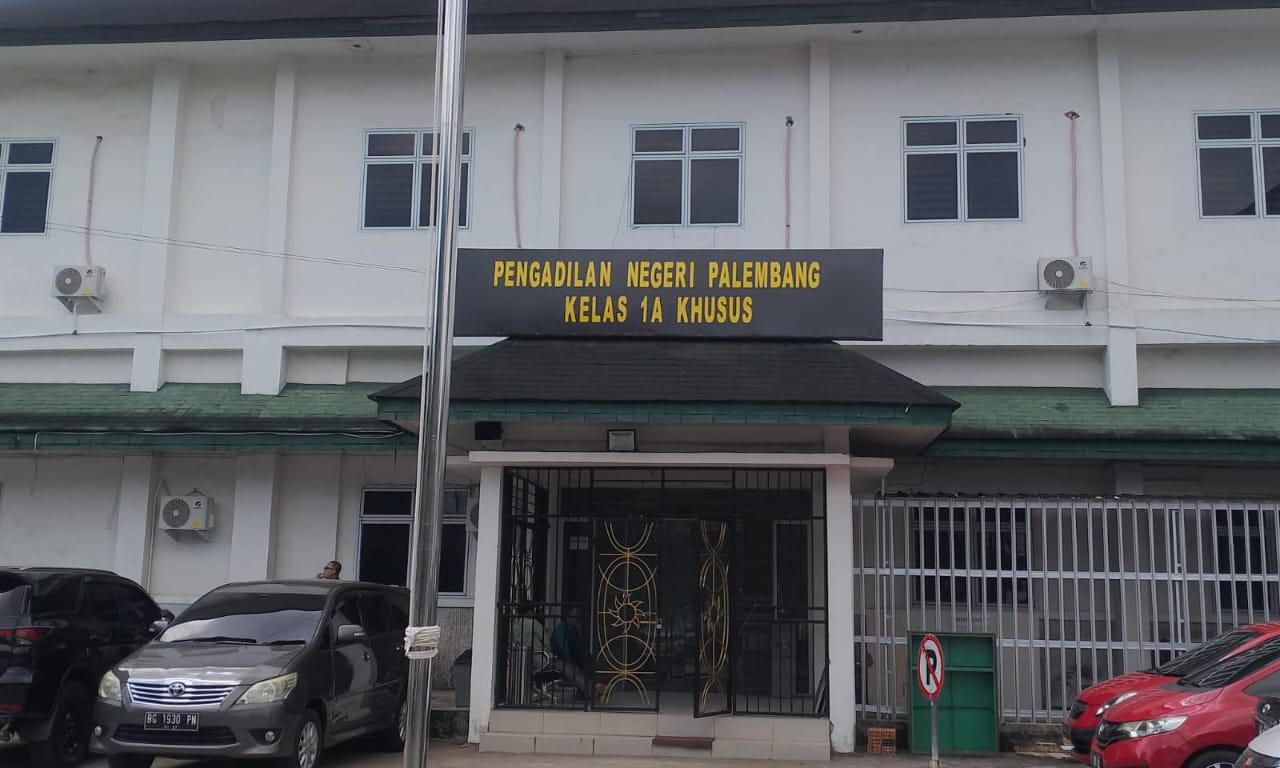 PENGADILAN NEGERI PALEMBANG
KELAS 1A KHUSUS
BG 1930 PN
P